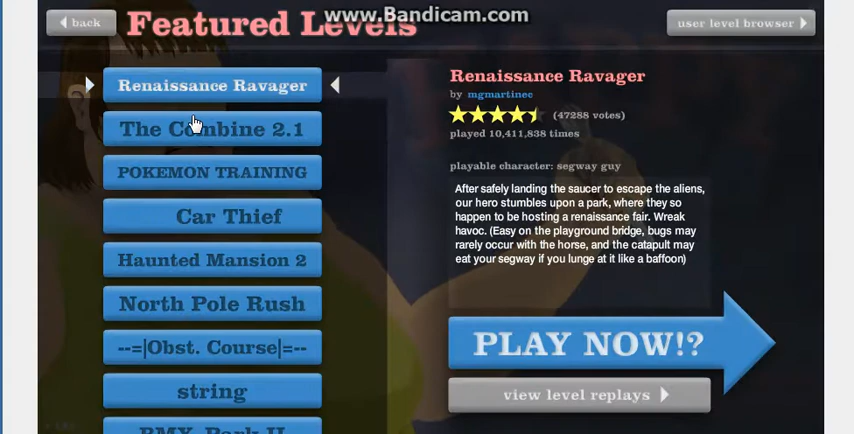 www.Bandicam.com
back
Featured Levels
user level browser
Renaissance Ravager
The Combine 2.1
POKEMON TRAINING
Car Thief
Haunted Mansion 2
North Pole Rush
--=|Obst. Course|=--
string
BMX Park II
Renaissance Ravager
by mgmartinec
(47288 votes)
played 10,411,838 times
playable character: segway guy
After safely landing the saucer to escape the aliens,
our hero stumbles upon a park, where they so
happen to be hosting a renaissance fair. Wreak
havoc. (Easy on the playground bridge, bugs may
rarely occur with the horse, and the catapult may
eat your segway if you lunge at it like a baffoon)
PLAY NOW!?
view level replays